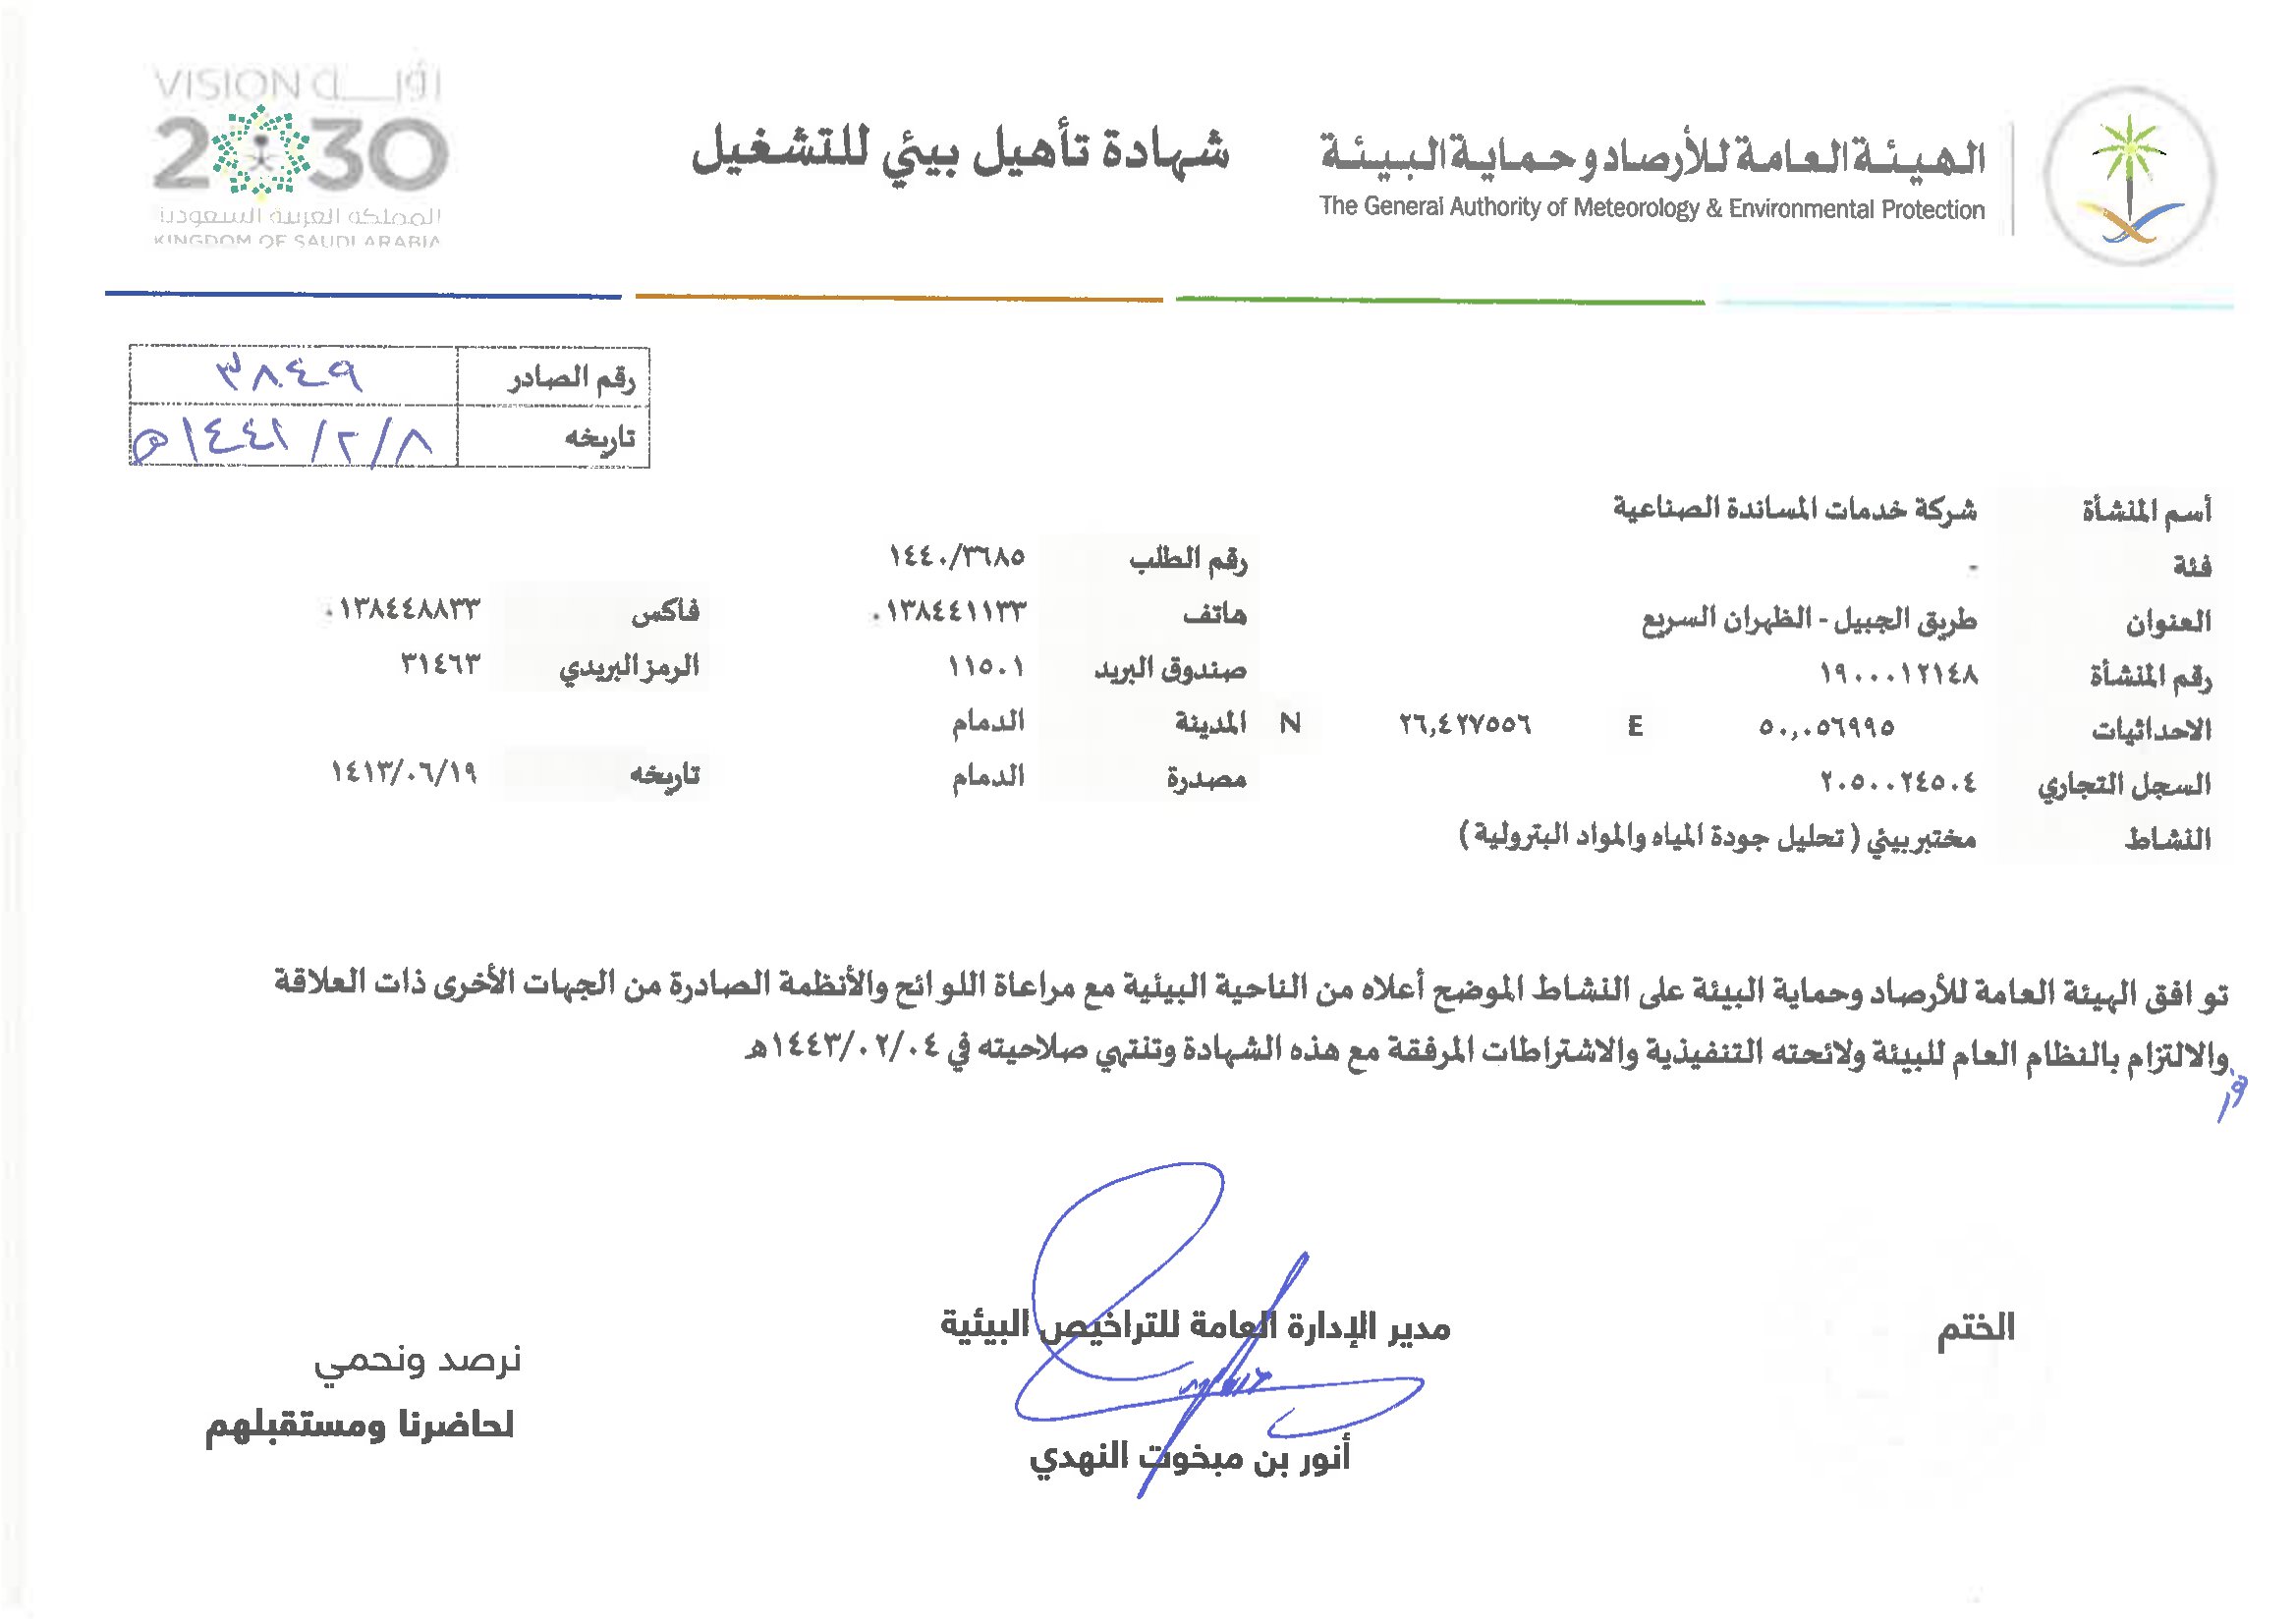 VISION رؤيـــة
2030
المملكة العربية السعودية
KINGDOM OF SAUDI ARABIA
شهادة تأهيل بيئي للتشغيل
الهيئة العامة للأرصاد وحماية البيئة
The General Authority of Meteorology & Environmental Protection
رقم الصادر ٣٨٤٩
تاريخه ١٤٤١/٢/٨هـ
أسم المنشأة شركة خدمات المساندة الصناعية
فئة - رقم الطلب ١٤٤٠/٣٦٨٥
العنوان طريق الجبيل - الظهران السريع هاتف ٠١٣٨٤٤١١٣٣ فاكس ٠١٣٨٤٤٨٨٣٣
رقم المنشأة ١٩٠٠٠١٢١٤٨ صندوق البريد ١١٥٠١ الرمز البريدي ٣١٤٦٣
الاحداثيات ٥٠,٠٥٦٩٩٥ E ٢٦,٤٢٧٥٥٦ N المدينة الدمام
السجل التجاري ٢٠٥٠٠٢٤٥٠٤ مصدرة الدمام تاريخه ١٤١٣/٠٦/١٩
النشاط مختبر بيئي ( تحليل جودة المياه والمواد البترولية )
توافق الهيئة العامة للأرصاد وحماية البيئة على النشاط الموضح أعلاه من الناحية البيئية مع مراعاة اللوائح والأنظمة الصادرة من الجهات الأخرى ذات العلاقة
والالتزام بالنظام العام للبيئة ولائحته التنفيذية والاشتراطات المرفقة مع هذه الشهادة وتنتهي صلاحيته في ١٤٤٣/٠٢/٠٤هـ
الختم
مدير الإدارة العامة للتراخيص البيئية
أنور بن مبخوت النهدي
نرصد ونحمي
لحاضرنا ومستقبلهم